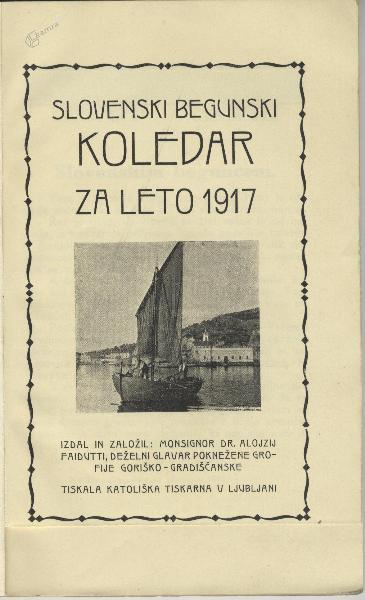 kamra
SLOVENSKI BEGUNSKI
KOLEDAR
ZA LETO 1917
IZDAL IN ZALOŽIL: MONSIGNOR DR. ALOJZIJ
FAIDUTTI, DEŽELNI GLAVAR POKNEŽENE GRO-
FIJE GORIŠKO-GRADIŠČANSKE
TISKALA KATOLIŠKA TISKARNA V LJUBLJANI